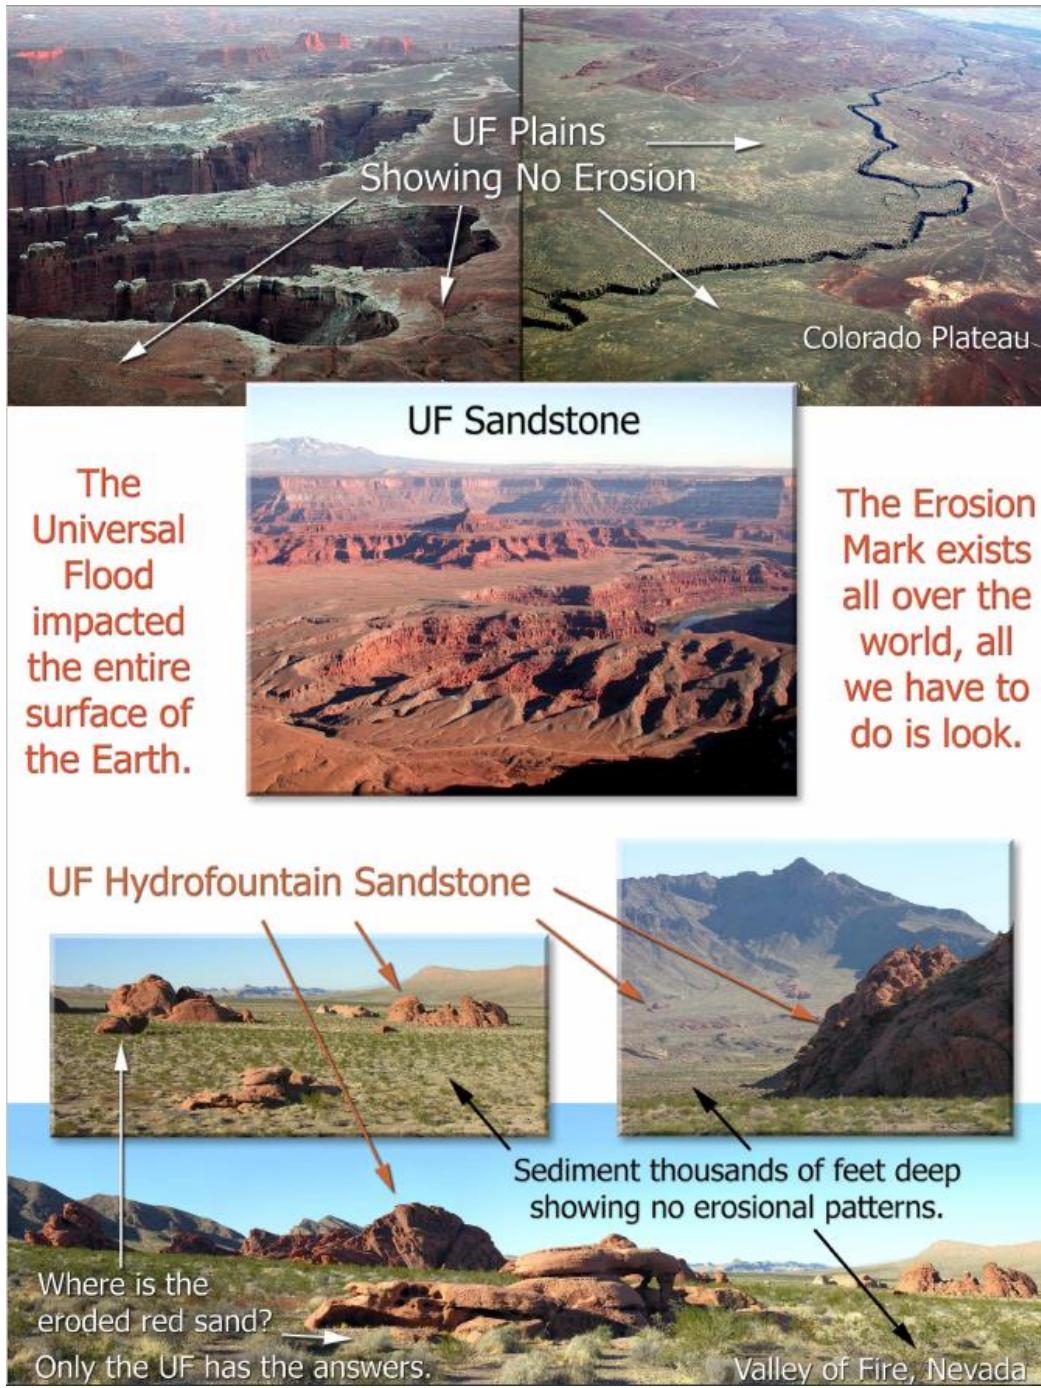 UF Plains
Showing No Erosion
Colorado Plateau
UF Sandstone
The
Universal
Flood
impacted
the entire
surface of
the Earth.
The Erosion
Mark exists
all over the
world, all
we have to
do is look.
UF Hydrofountain Sandstone
Sediment thousands of feet deep
showing no erosional patterns.
Where is the
eroded red sand?
Only the UF has the answers.
Valley of Fire, Nevada